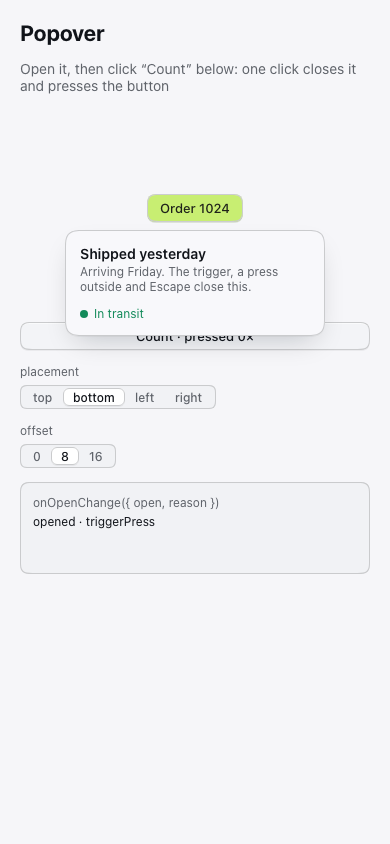 Popover
Open it, then click “Count” below: one click closes it
and presses the button
Order 1024
Shipped yesterday
Arriving Friday. The trigger, a press
outside and Escape close this.
In transit
Count · pressed 0×
placement
top bottom left right
offset
0 8 16
onOpenChange({ open, reason })
opened · triggerPress